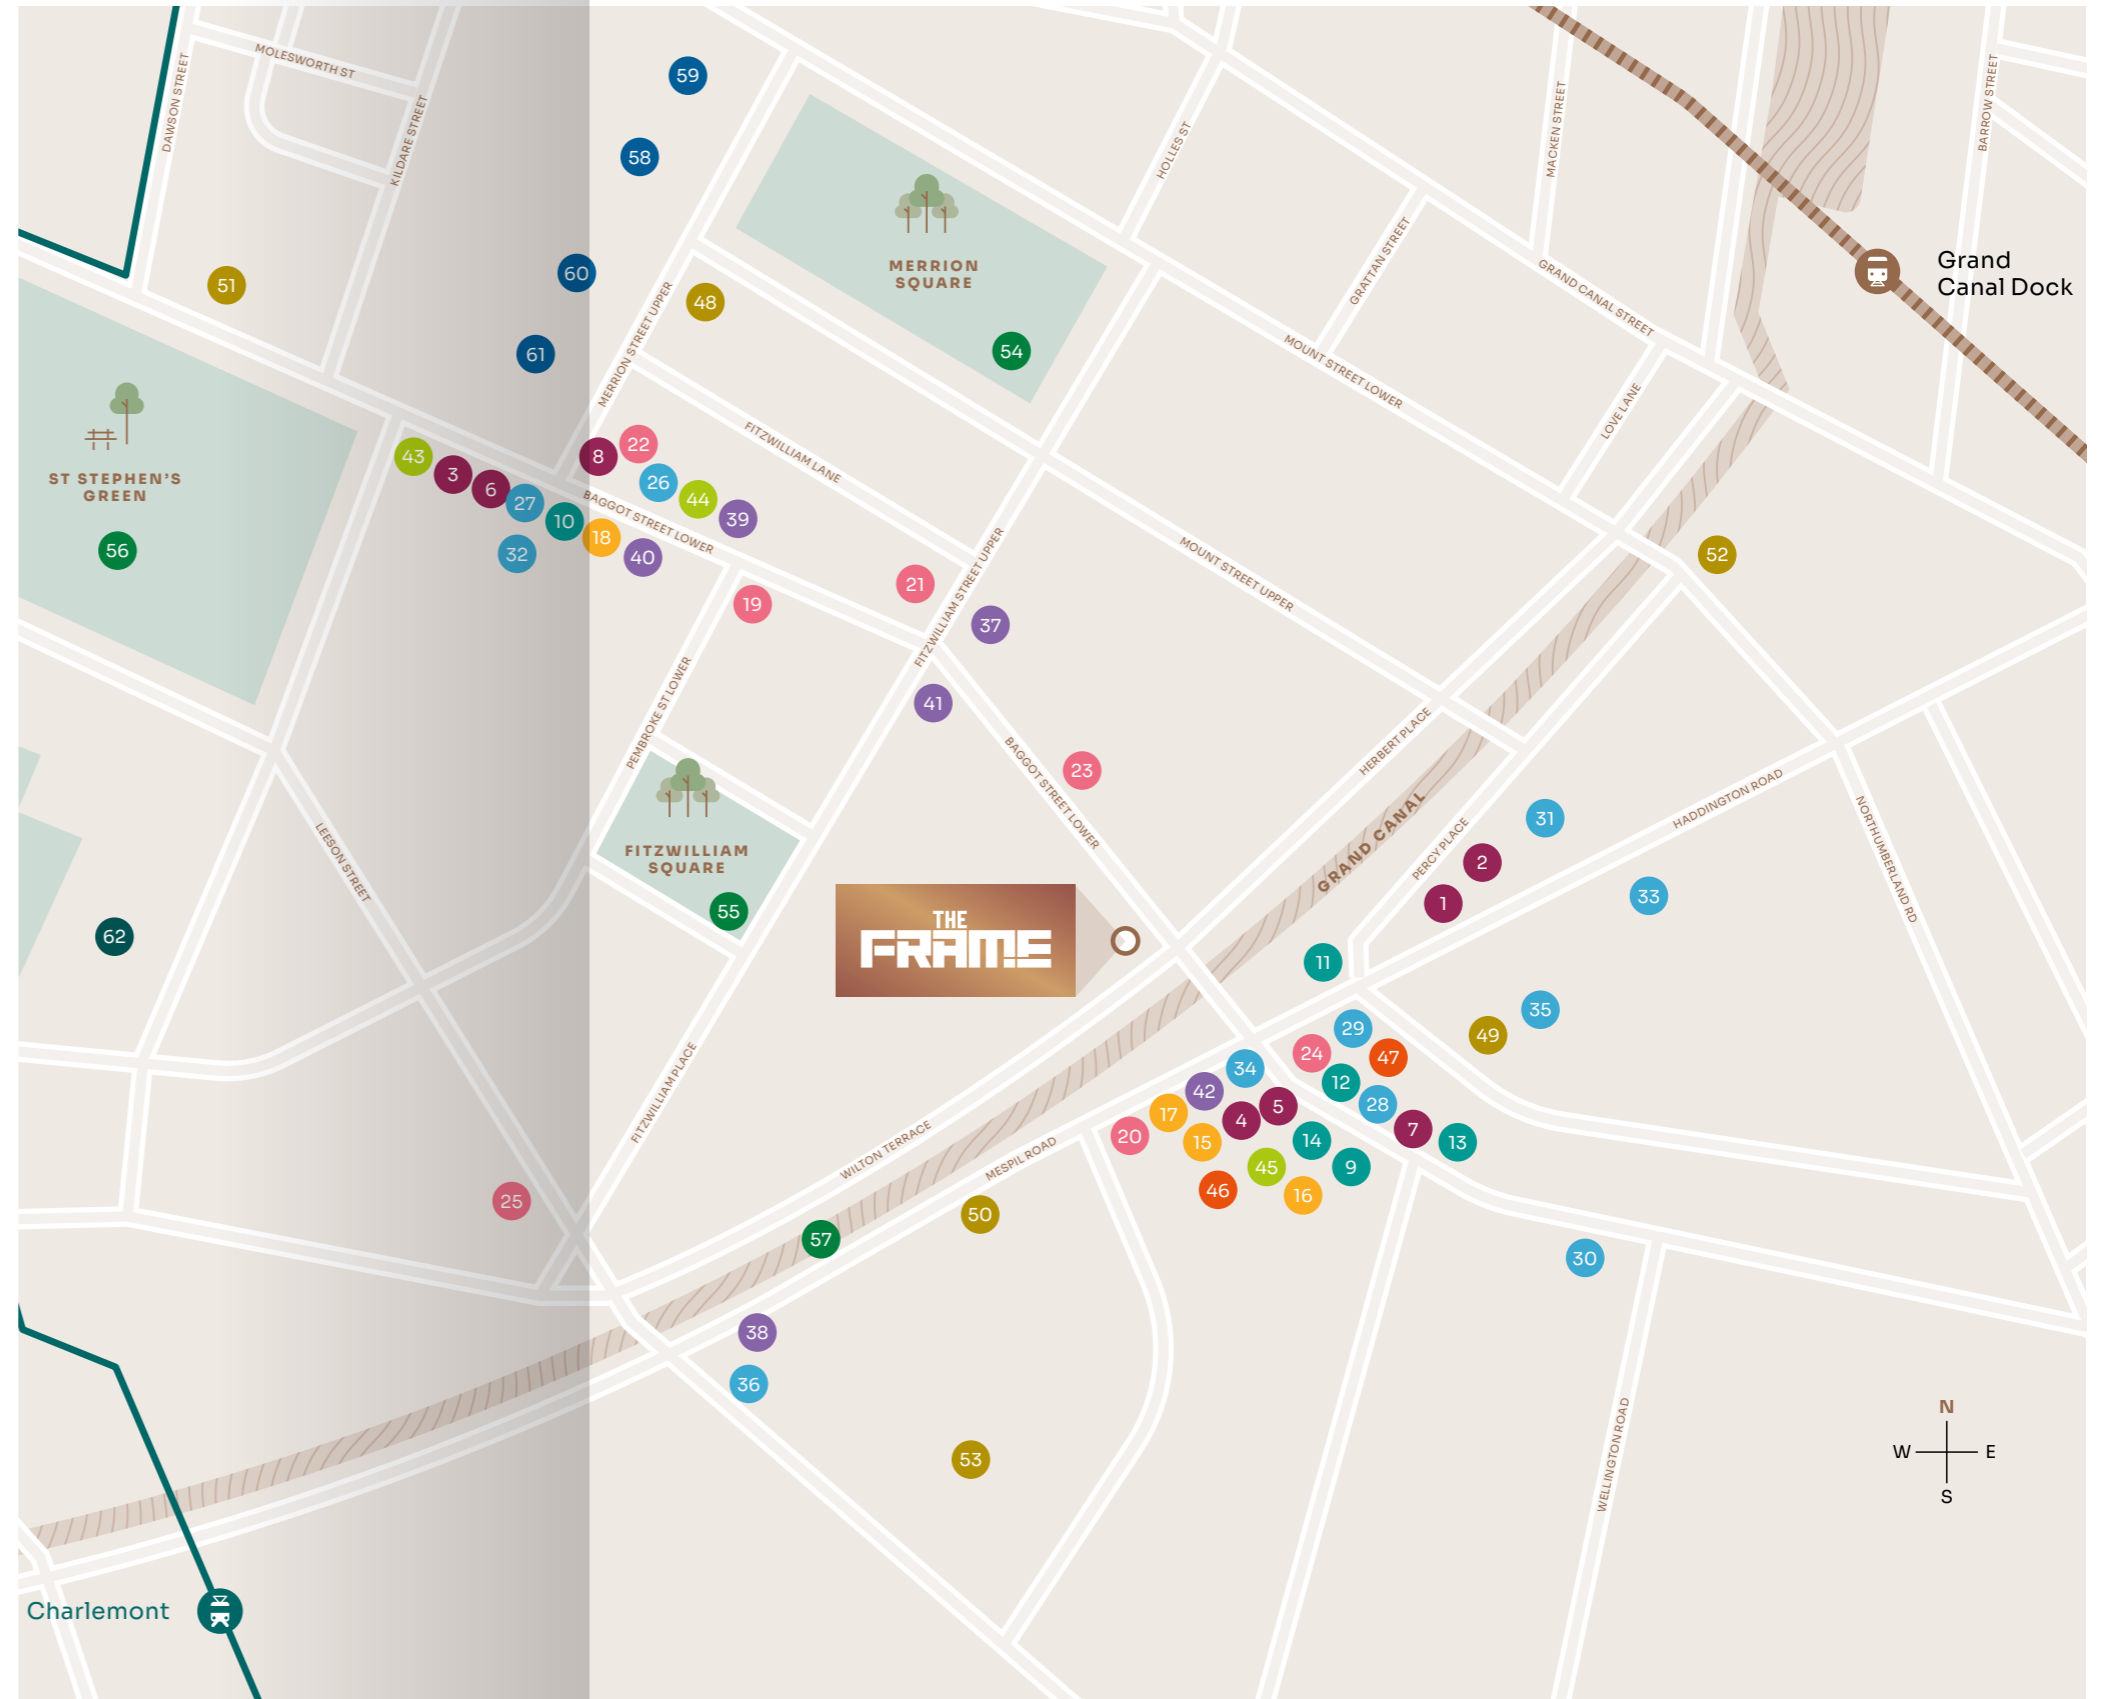 MOLESWORTH ST
DAWSON STREET
KILDARE STREET
59
58
60
61
51
MERRION STREET UPPER
48
MERRION
SQUARE
54
HOLLES ST
MACKEN STREET
BARROW STREET
GRATTAN STREET
GRAND CANAL STREET
Grand
Canal Dock
MOUNT STREET LOWER
LOVE LANE
ST STEPHEN'S
GREEN
56
43
3
6
27
10
32
18
40
8
22
26
44
39
BAGGOT STREET LOWER
FITZWILLIAM LANE
19
21
37
41
FITZWILLIAM STREET UPPER
MOUNT STREET UPPER
52
PEMBROKE ST LOWER
BAGGOT STREET LOWER
23
HERBERT PLACE
GRAND CANAL
PERCY PLACE
HADDINGTON ROAD
NORTHUMBERLAND RD
31
2
1
33
LEESON STREET
FITZWILLIAM
SQUARE
55
62
THE
FRAME
11
35
49
29
24
47
34
12
42
28
17
5
4
7
20
15
14
13
45
9
46
16
FITZWILLIAM PLACE
WILTON TERRACE
MESPIL ROAD
25
50
57
30
38
36
53
WELLINGTON ROAD
N
W
E
S
Charlemont